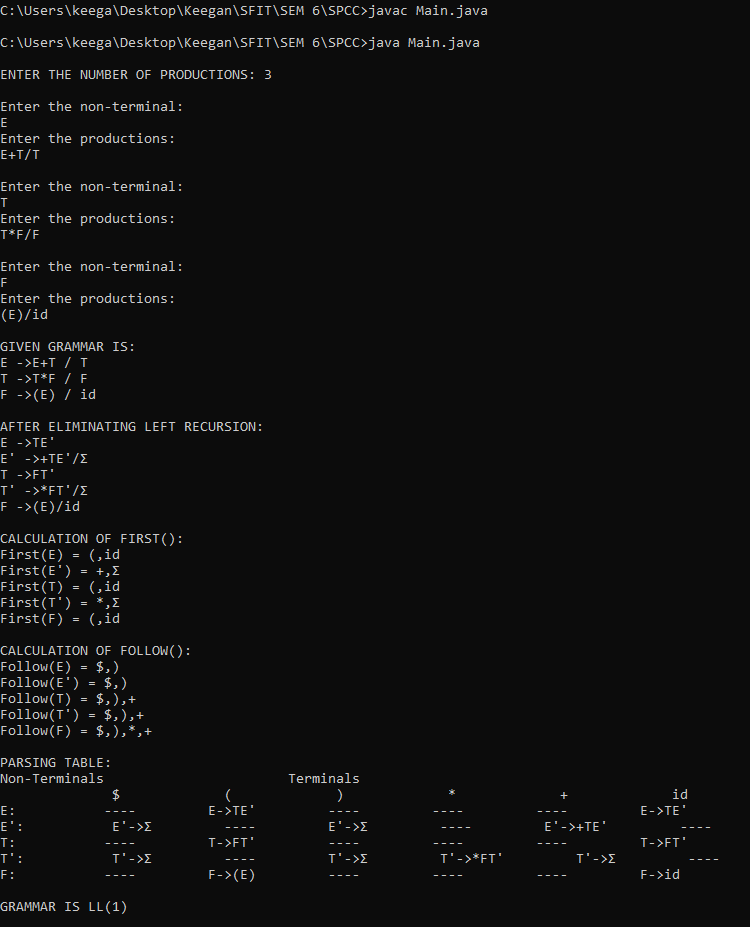 C:\Users\keega\Desktop\Keegan\SFIT\SEM 6\SPCC>javac Main.java
C:\Users\keega\Desktop\Keegan\SFIT\SEM 6\SPCC>java Main.java
ENTER THE NUMBER OF PRODUCTIONS: 3
Enter the non-terminal:
E
Enter the productions:
E+T/T
Enter the non-terminal:
T
Enter the productions:
T*F/F
Enter the non-terminal:
F
Enter the productions:
(E)/id
GIVEN GRAMMAR IS:
E ->E+T / T
T ->T*F / F
F ->(E) / id
AFTER ELIMINATING LEFT RECURSION:
E ->TE'
E' ->+TE'/Σ
T ->FT'
T' ->*FT'/Σ
F ->(E)/id
CALCULATION OF FIRST():
First(E) = (,id
First(E') = +,Σ
First(T) = (,id
First(T') = *,Σ
First(F) = (,id
CALCULATION OF FOLLOW():
Follow(E) = $,)
Follow(E') = $,)
Follow(T) = $,),+
Follow(T') = $,),+
Follow(F) = $,),*,+
PARSING TABLE:
Non-Terminals                       Terminals
              $             (             )             *             +             id
E:           ----         E->TE'         ----         ----         ----         E->TE'
E':           E'->Σ         ----         E'->Σ         ----         E'->+TE'         ----
T:           ----         T->FT'         ----         ----         ----         T->FT'
T':           T'->Σ         ----         T'->Σ         T'->*FT'         T'->Σ         ----
F:           ----         F->(E)         ----         ----         ----         F->id
GRAMMAR IS LL(1)